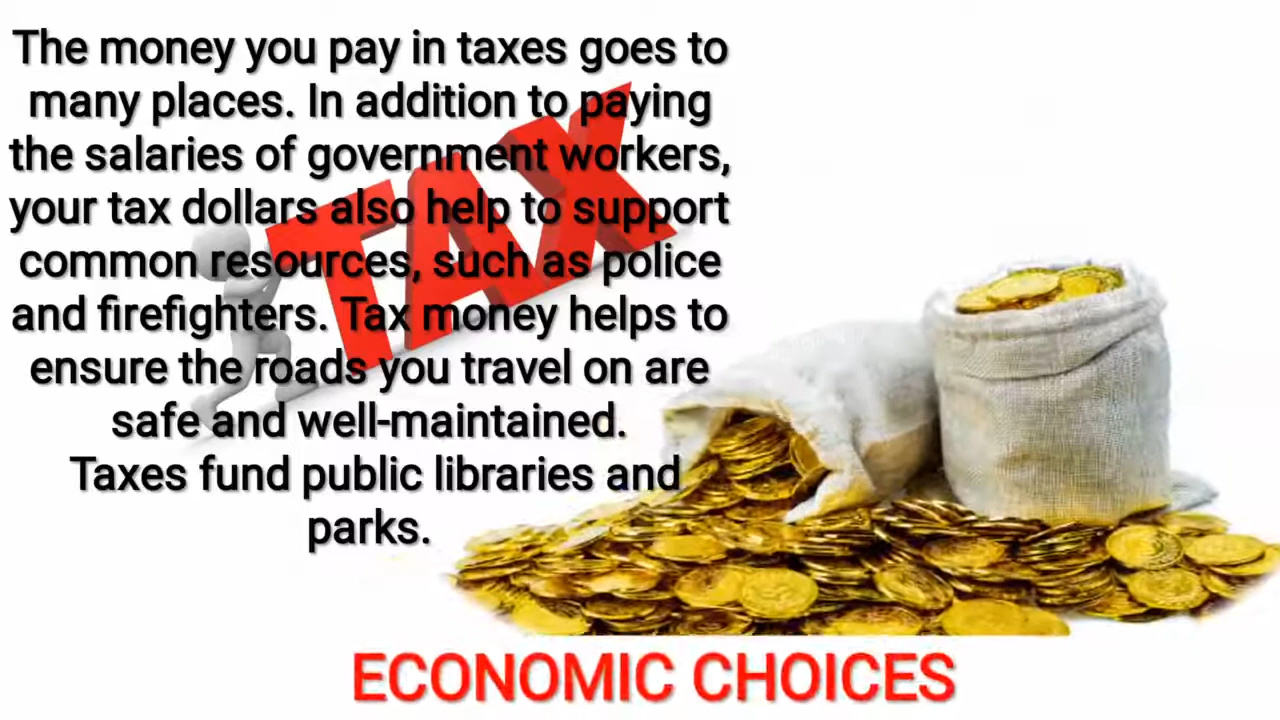 The money you pay in taxes goes to
many places. In addition to paying
the salaries of government workers,
your tax dollars also help to support
common resources, such as police
and firefighters. Tax money helps to
ensure the roads you travel on are
safe and well-maintained.
Taxes fund public libraries and
parks.
TAX
ECONOMIC CHOICES